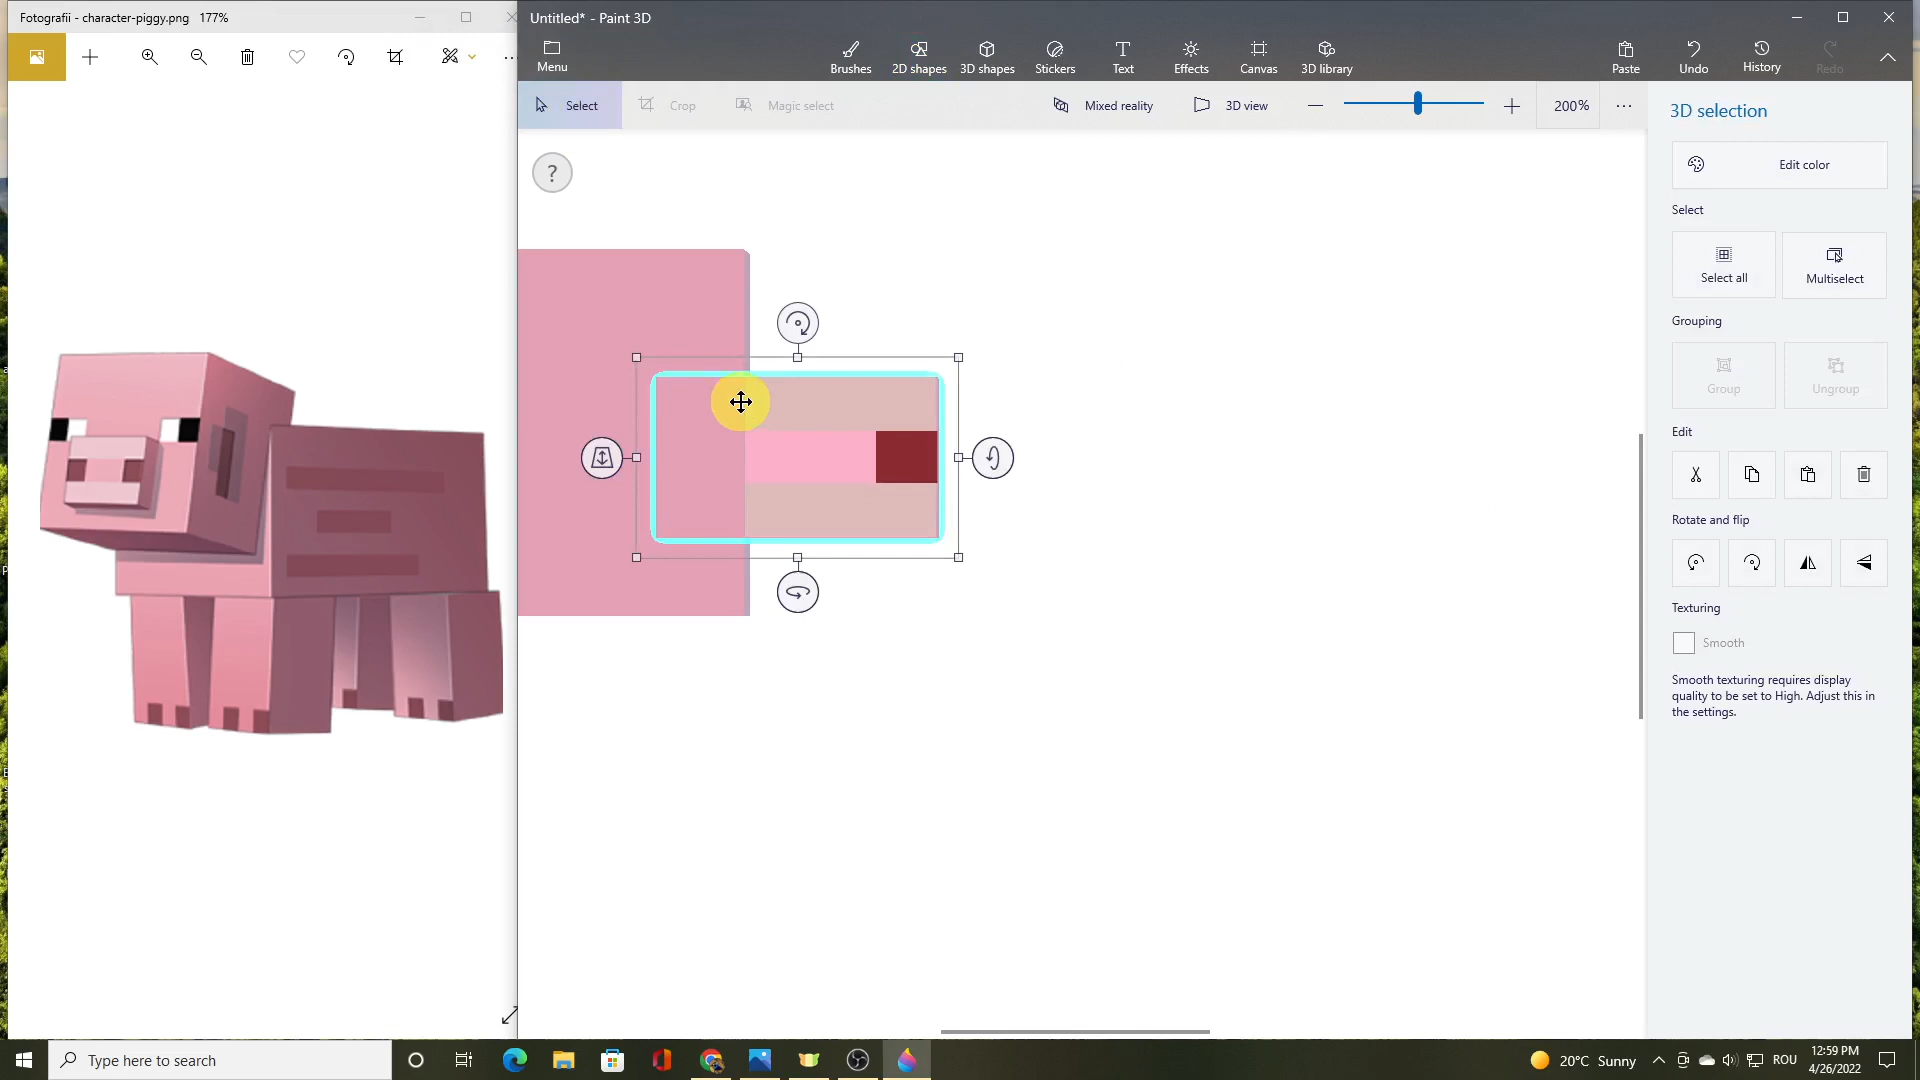 Fotografii - character-piggy.png   177%
Untitled* - Paint 3D
Menu
Brushes
2D shapes
3D shapes
Stickers
Text
Effects
Canvas
3D library
Paste
Undo
History
Redo
Select
Crop
Magic select
Mixed reality
3D view
200%
3D selection
Edit color
Select
Select all
Multiselect
Grouping
Group
Ungroup
Edit
Rotate and flip
Texturing
Smooth
Smooth texturing requires display
quality to be set to High. Adjust this in
the settings.
?
Type here to search
20°C  Sunny
ROU
12:59 PM
4/26/2022